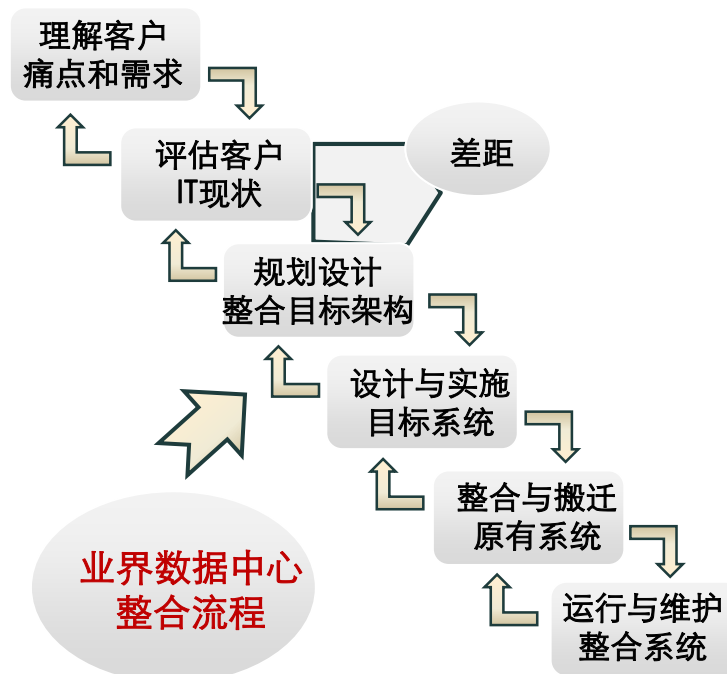 理解客户
痛点和需求
评估客户
IT现状
差距
规划设计
整合目标架构
设计与实施
目标系统
整合与搬迁
原有系统
业界数据中心
整合流程
运行与维护
整合系统